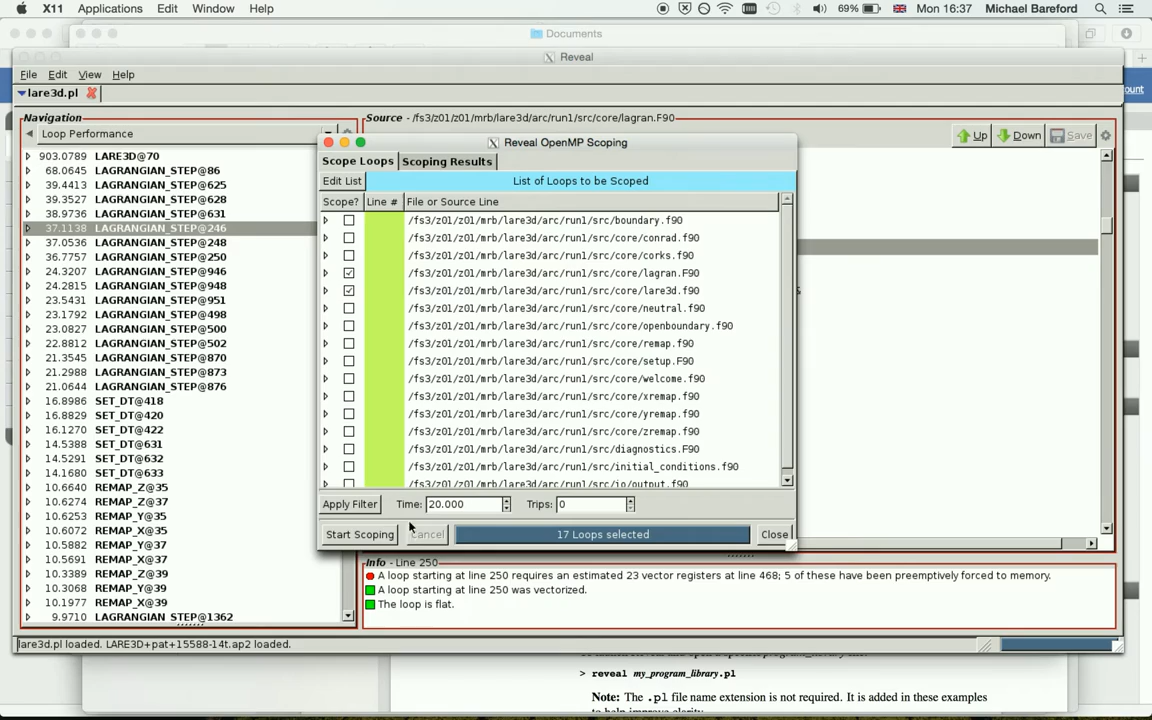 X11 Applications Edit Window Help 69% Mon 16:37 Michael Bareford
Documents
Reveal
File Edit View Help
lare3d.pl
Navigation
Loop Performance
903.0789 LARE3D@70
68.0645 LAGRANGIAN_STEP@86
39.4413 LAGRANGIAN_STEP@625
39.3527 LAGRANGIAN_STEP@628
38.9736 LAGRANGIAN_STEP@631
37.1138 LAGRANGIAN_STEP@246
37.0536 LAGRANGIAN_STEP@248
36.7757 LAGRANGIAN_STEP@250
24.3207 LAGRANGIAN_STEP@946
24.2815 LAGRANGIAN_STEP@948
23.5431 LAGRANGIAN_STEP@951
23.1792 LAGRANGIAN_STEP@498
23.0827 LAGRANGIAN_STEP@500
22.8812 LAGRANGIAN_STEP@502
21.3545 LAGRANGIAN_STEP@870
21.2988 LAGRANGIAN_STEP@873
21.0644 LAGRANGIAN_STEP@876
16.8986 SET_DT@418
16.8829 SET_DT@420
16.1270 SET_DT@422
14.5388 SET_DT@631
14.5291 SET_DT@632
14.1680 SET_DT@633
10.6640 REMAP_Z@35
10.6274 REMAP_Z@37
10.6253 REMAP_Y@35
10.6072 REMAP_X@35
10.5882 REMAP_Y@37
10.5691 REMAP_X@37
10.3389 REMAP_Z@39
10.3068 REMAP_Y@39
10.1977 REMAP_X@39
9.9710 LAGRANGIAN_STEP@1362
Source - /fs3/z01/z01/mrb/lare3d/arc/run1/src/core/lagran.F90
Up Down Save
Reveal OpenMP Scoping
Scope Loops Scoping Results
Edit List List of Loops to be Scoped
Scope? Line # File or Source Line
/fs3/z01/z01/mrb/lare3d/arc/run1/src/boundary.f90
/fs3/z01/z01/mrb/lare3d/arc/run1/src/core/conrad.f90
/fs3/z01/z01/mrb/lare3d/arc/run1/src/core/corks.f90
/fs3/z01/z01/mrb/lare3d/arc/run1/src/core/lagran.F90
/fs3/z01/z01/mrb/lare3d/arc/run1/src/core/lare3d.f90
/fs3/z01/z01/mrb/lare3d/arc/run1/src/core/neutral.f90
/fs3/z01/z01/mrb/lare3d/arc/run1/src/core/openboundary.f90
/fs3/z01/z01/mrb/lare3d/arc/run1/src/core/remap.f90
/fs3/z01/z01/mrb/lare3d/arc/run1/src/core/setup.F90
/fs3/z01/z01/mrb/lare3d/arc/run1/src/core/welcome.f90
/fs3/z01/z01/mrb/lare3d/arc/run1/src/core/xremap.f90
/fs3/z01/z01/mrb/lare3d/arc/run1/src/core/yremap.f90
/fs3/z01/z01/mrb/lare3d/arc/run1/src/core/zremap.f90
/fs3/z01/z01/mrb/lare3d/arc/run1/src/diagnostics.F90
/fs3/z01/z01/mrb/lare3d/arc/run1/src/initial_conditions.f90
/fs3/z01/z01/mrb/lare3d/arc/run1/src/io/output.f90
Apply Filter Time: 20.000 Trips: 0
Start Scoping Cancel 17 Loops selected Close
Info - Line 250
A loop starting at line 250 requires an estimated 23 vector registers at line 468; 5 of these have been preemptively forced to memory.
A loop starting at line 250 was vectorized.
The loop is flat.
lare3d.pl loaded. LARE3D+pat+15588-14t.ap2 loaded.
> reveal my_program_library.pl
Note: The .pl file name extension is not required. It is added in these examples
to help improve clarity.